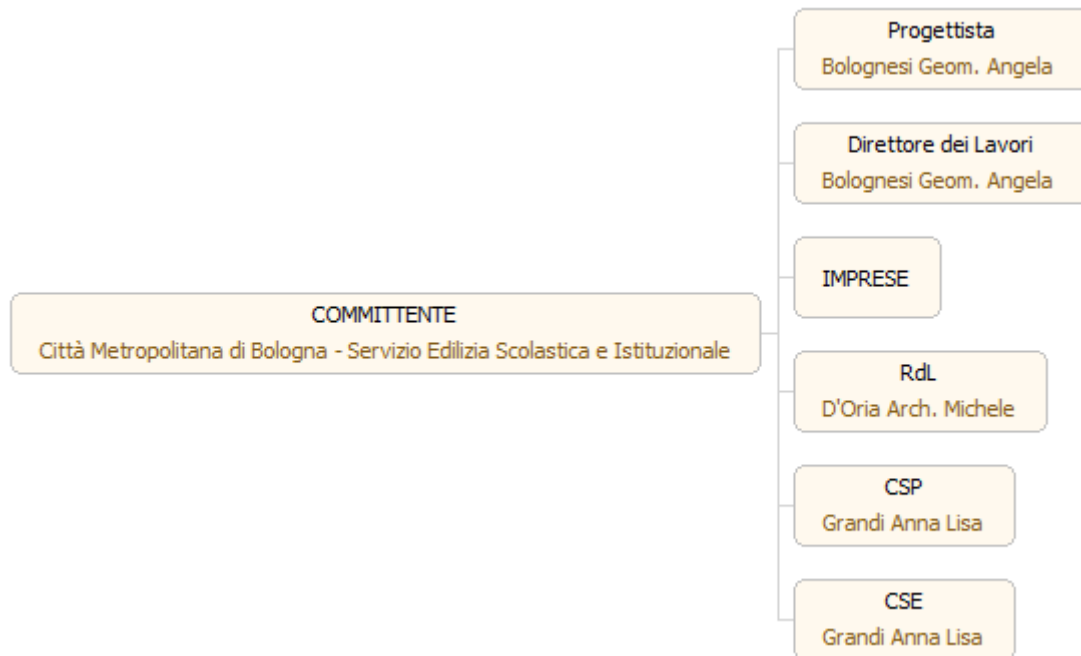 Progettista
Bolognesi Geom. Angela
Direttore dei Lavori
Bolognesi Geom. Angela
IMPRESE
COMMITTENTE
Città Metropolitana di Bologna - Servizio Edilizia Scolastica e Istituzionale
RdL
D'Oria Arch. Michele
CSP
Grandi Anna Lisa
CSE
Grandi Anna Lisa